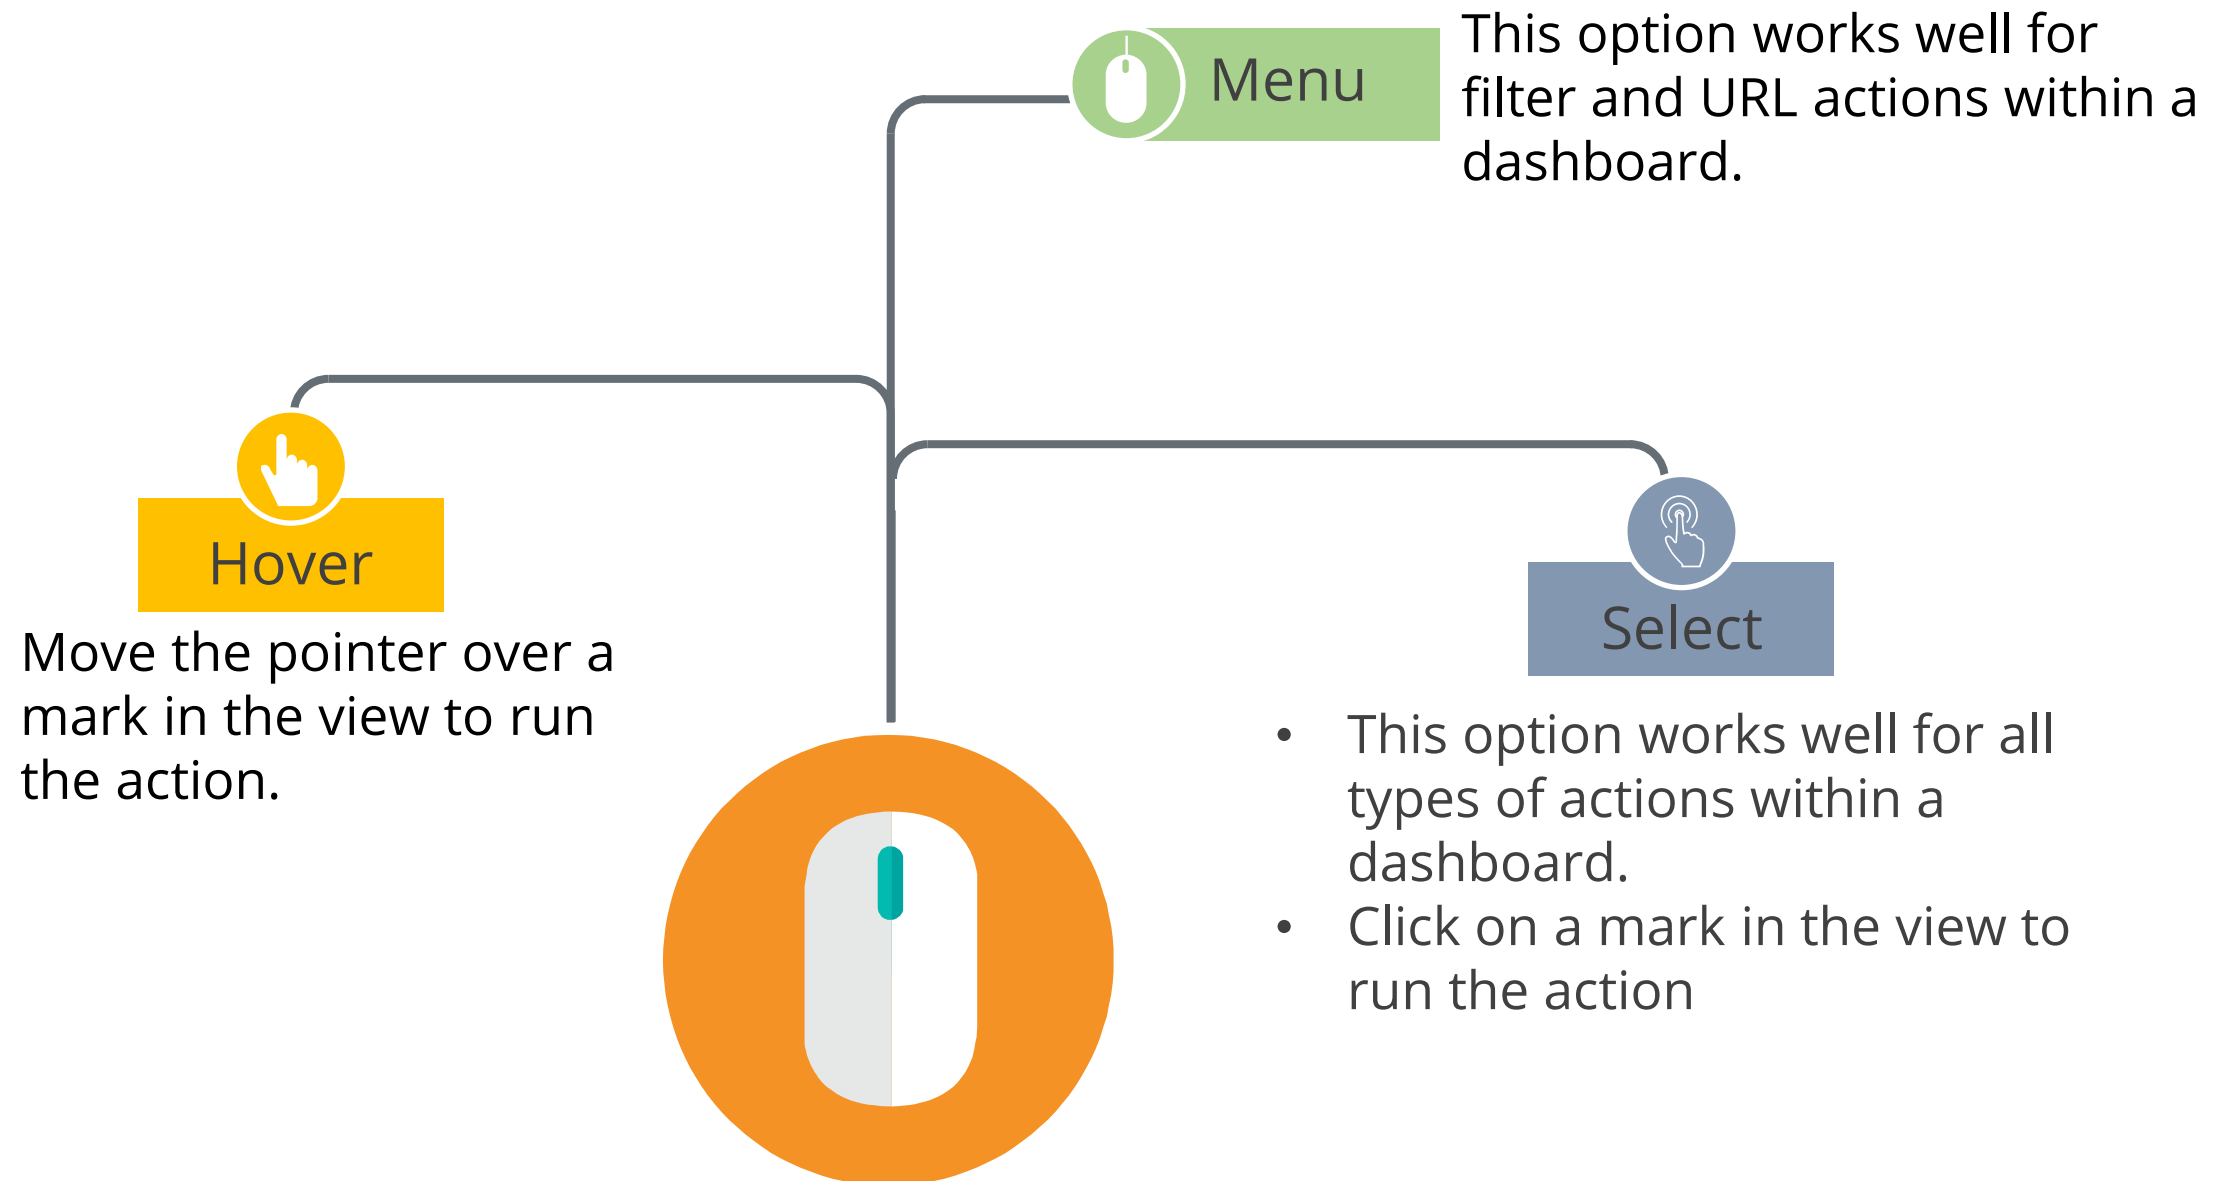 Menu
This option works well for
filter and URL actions within a
dashboard.
Hover
Move the pointer over a
mark in the view to run
the action.
Select
• This option works well for all
types of actions within a
dashboard.
• Click on a mark in the view to
run the action